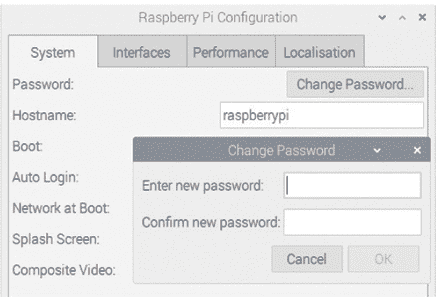 Raspberry Pi Configuration
System Interfaces Performance Localisation
Password: Change Password...
Hostname: raspberrypi
Boot:
Change Password
Auto Login:
Enter new password:
Network at Boot:
Confirm new password:
Splash Screen:
Cancel OK
Composite Video: